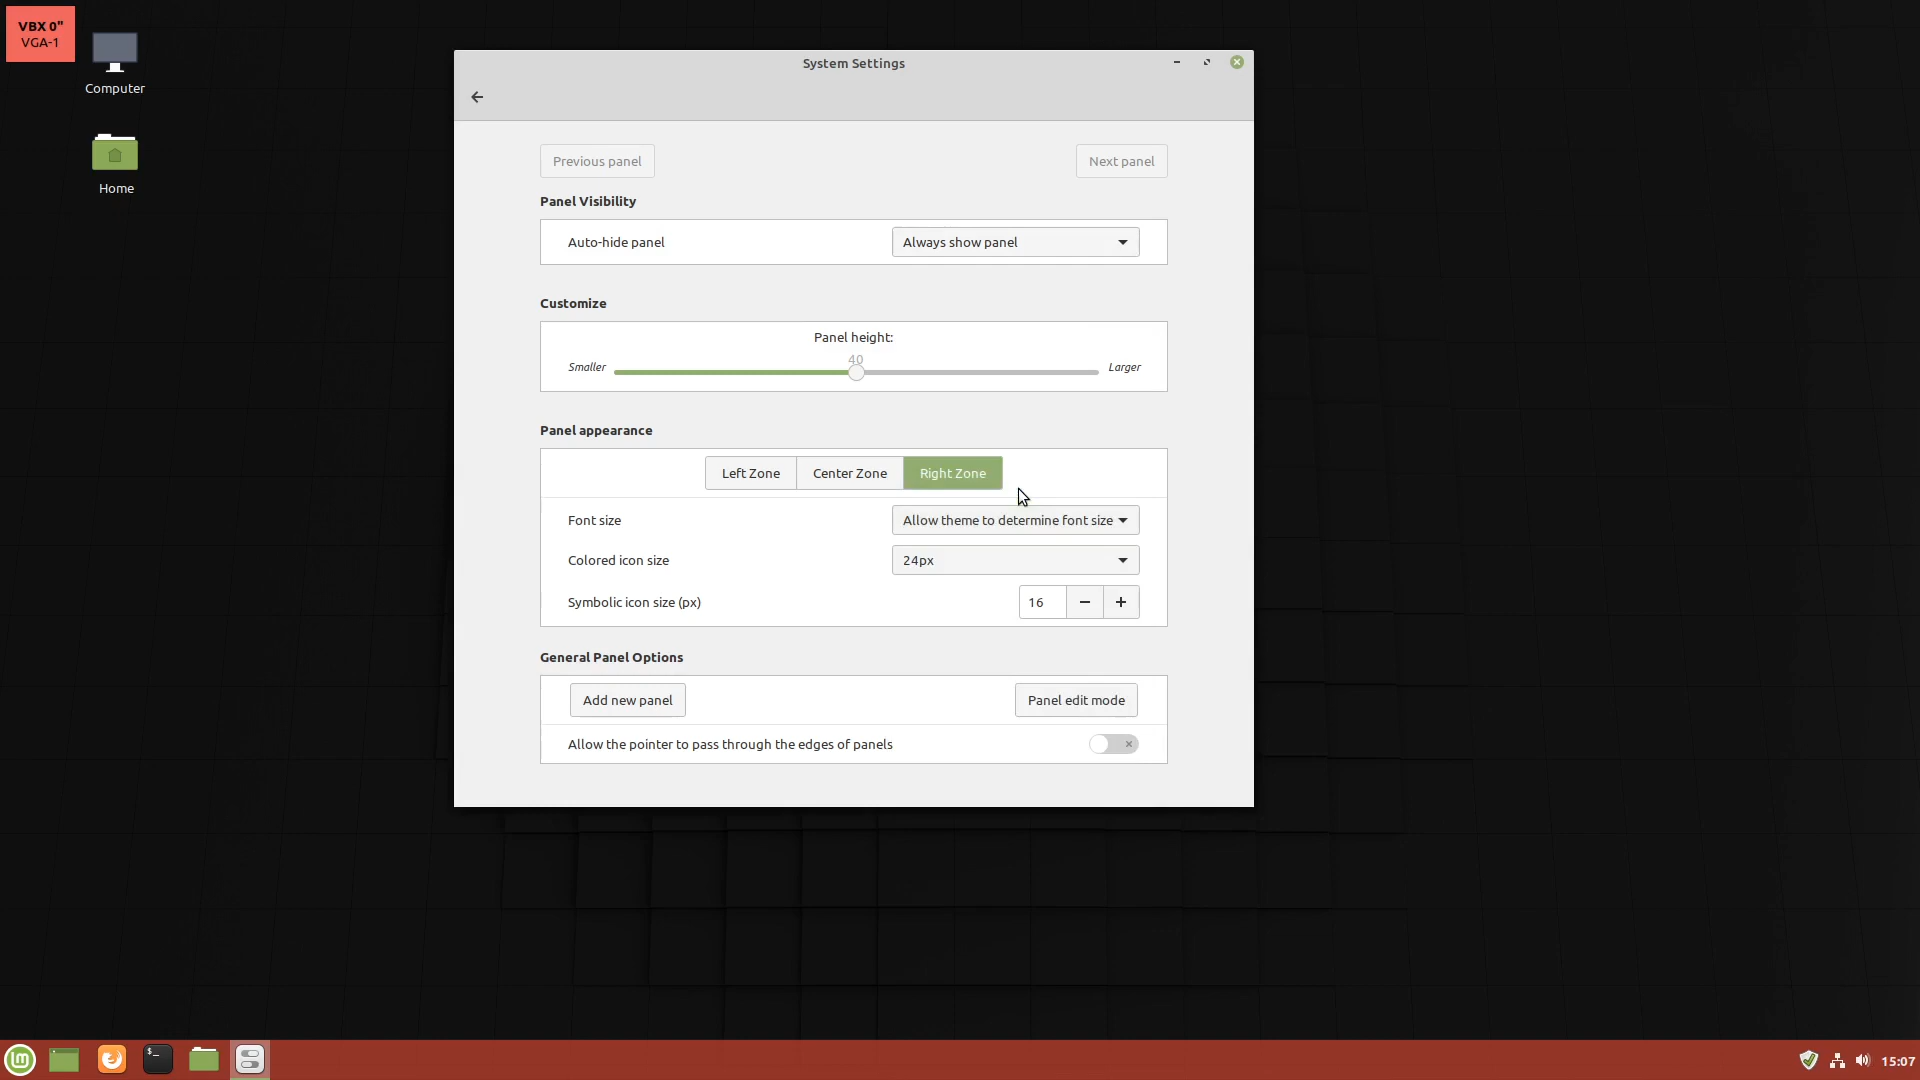 VBX 0"
VGA-1
Computer
Home
System Settings
Previous panel
Next panel
Panel Visibility
Auto-hide panel
Always show panel
Customize
Panel height:
40
Smaller
Larger
Panel appearance
Left Zone
Center Zone
Right Zone
Font size
Allow theme to determine font size
Colored icon size
24px
Symbolic icon size (px)
16
General Panel Options
Add new panel
Panel edit mode
Allow the pointer to pass through the edges of panels
lm
$_
15:07